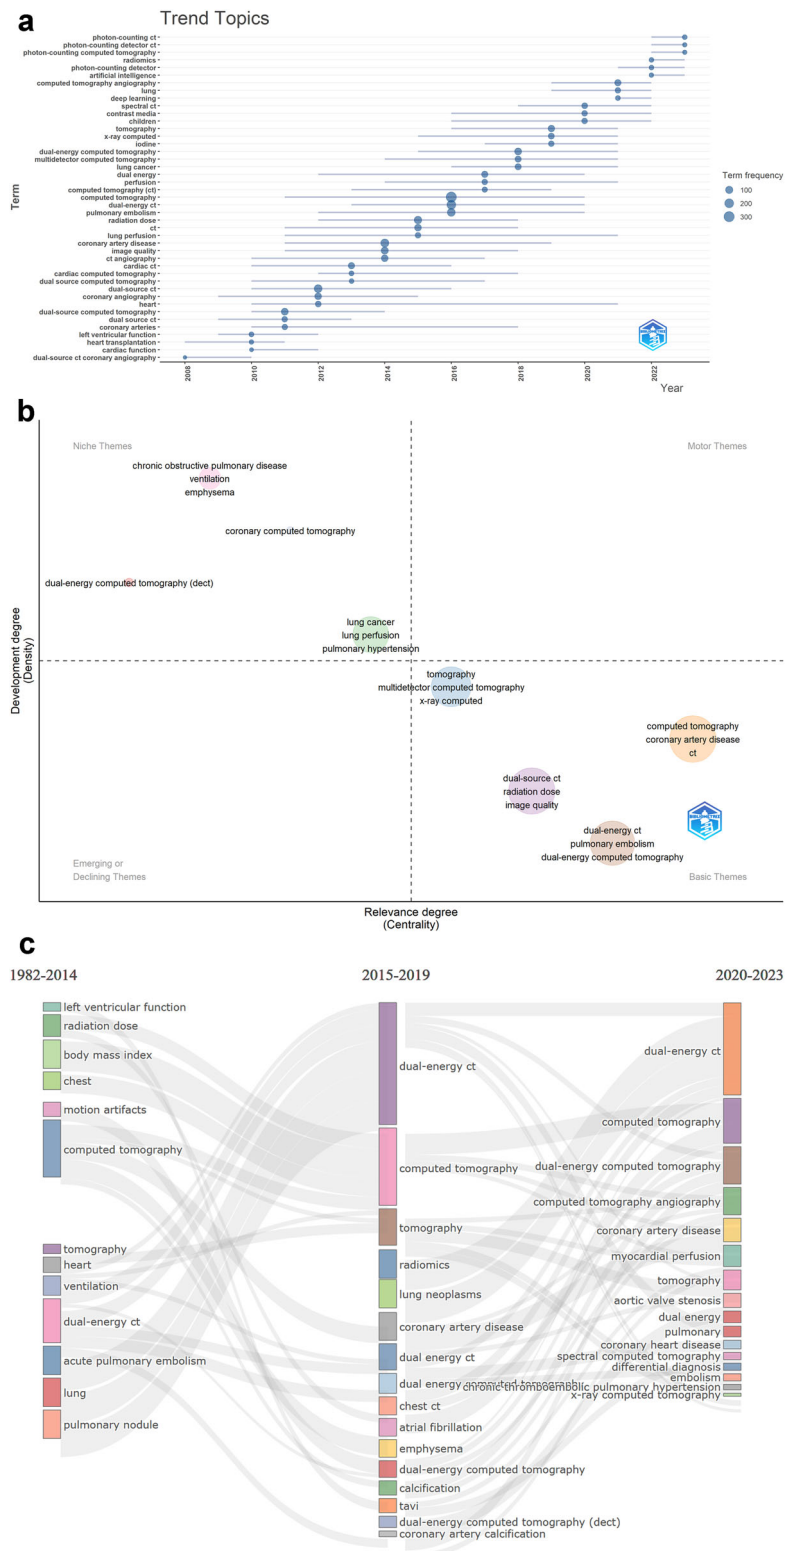 a
Trend Topics
photon-counting ct
photon-counting detector ct
photon-counting computed tomography
radiomics
photon-counting detector
artificial intelligence
computed tomography angiography
lung
deep learning
spectral ct
contrast media
children
tomography
x-ray computed
iodine
dual-energy computed tomography
multidetector computed tomography
lung cancer
dual energy
perfusion
computed tomography (ct)
computed tomography
dual-energy ct
pulmonary embolism
radiation dose
ct
lung perfusion
coronary artery disease
image quality
ct angiography
cardiac ct
cardiac computed tomography
dual source computed tomography
dual-source ct
coronary angiography
heart
dual-source computed tomography
dual source ct
coronary arteries
left ventricular function
heart transplantation
cardiac function
dual-source ct coronary angiography
Term
Term frequency
100
200
300
2008
2010
2012
2014
2016
2018
2020
2022
Year
BIBLIOMETRIX
b
Niche Themes
Motor Themes
chronic obstructive pulmonary disease
ventilation
emphysema
coronary computed tomography
dual-energy computed tomography (dect)
lung cancer
lung perfusion
pulmonary hypertension
tomography
multidetector computed tomography
x-ray computed
computed tomography
coronary artery disease
ct
dual-source ct
radiation dose
image quality
BIBLIOMETRIX
dual-energy ct
pulmonary embolism
dual-energy computed tomography
Emerging or
Declining Themes
Basic Themes
Development degree
(Density)
Relevance degree
(Centrality)
c
1982-2014
2015-2019
2020-2023
left ventricular function
radiation dose
body mass index
chest
motion artifacts
computed tomography
tomography
heart
ventilation
dual-energy ct
acute pulmonary embolism
lung
pulmonary nodule
dual-energy ct
computed tomography
tomography
radiomics
lung neoplasms
coronary artery disease
dual energy ct
dual energy computed tomography
chest ct
atrial fibrillation
emphysema
dual-energy computed tomography
calcification
tavi
dual-energy computed tomography (dect)
coronary artery calcification
dual-energy ct
computed tomography
dual-energy computed tomography
computed tomography angiography
coronary artery disease
myocardial perfusion
tomography
aortic valve stenosis
dual energy
pulmonary
coronary heart disease
spectral computed tomography
differential diagnosis
embolism
chronic thromboembolic pulmonary hypertension
x-ray computed tomography